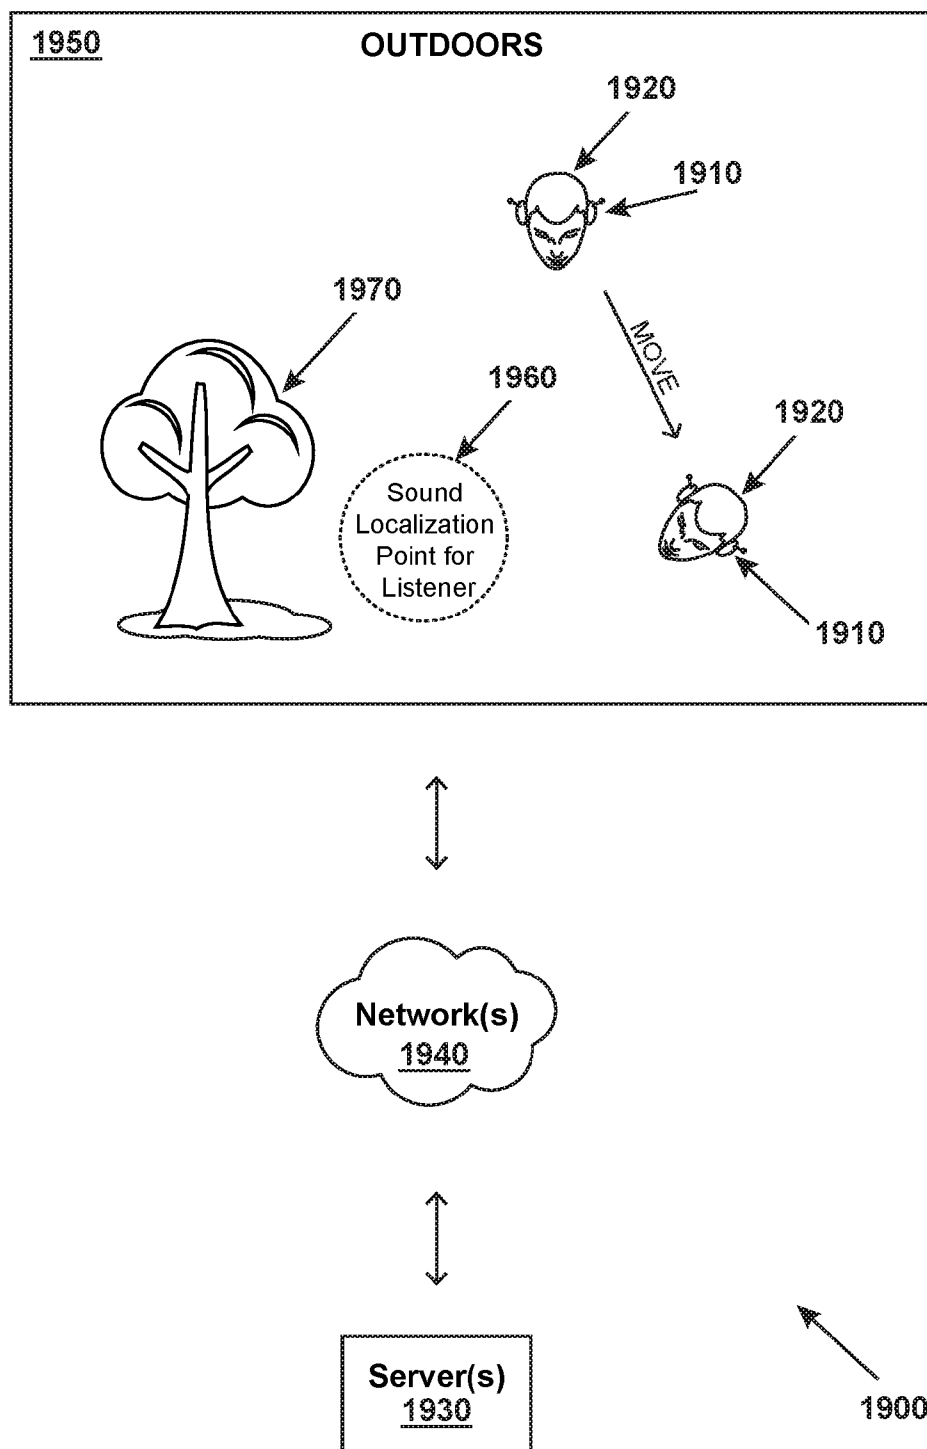 1950
OUTDOORS
1920
1910
1970
MOVE
1960
1920
Sound
Localization
Point for
Listener
1910
Network(s)
1940
Server(s)
1930
1900